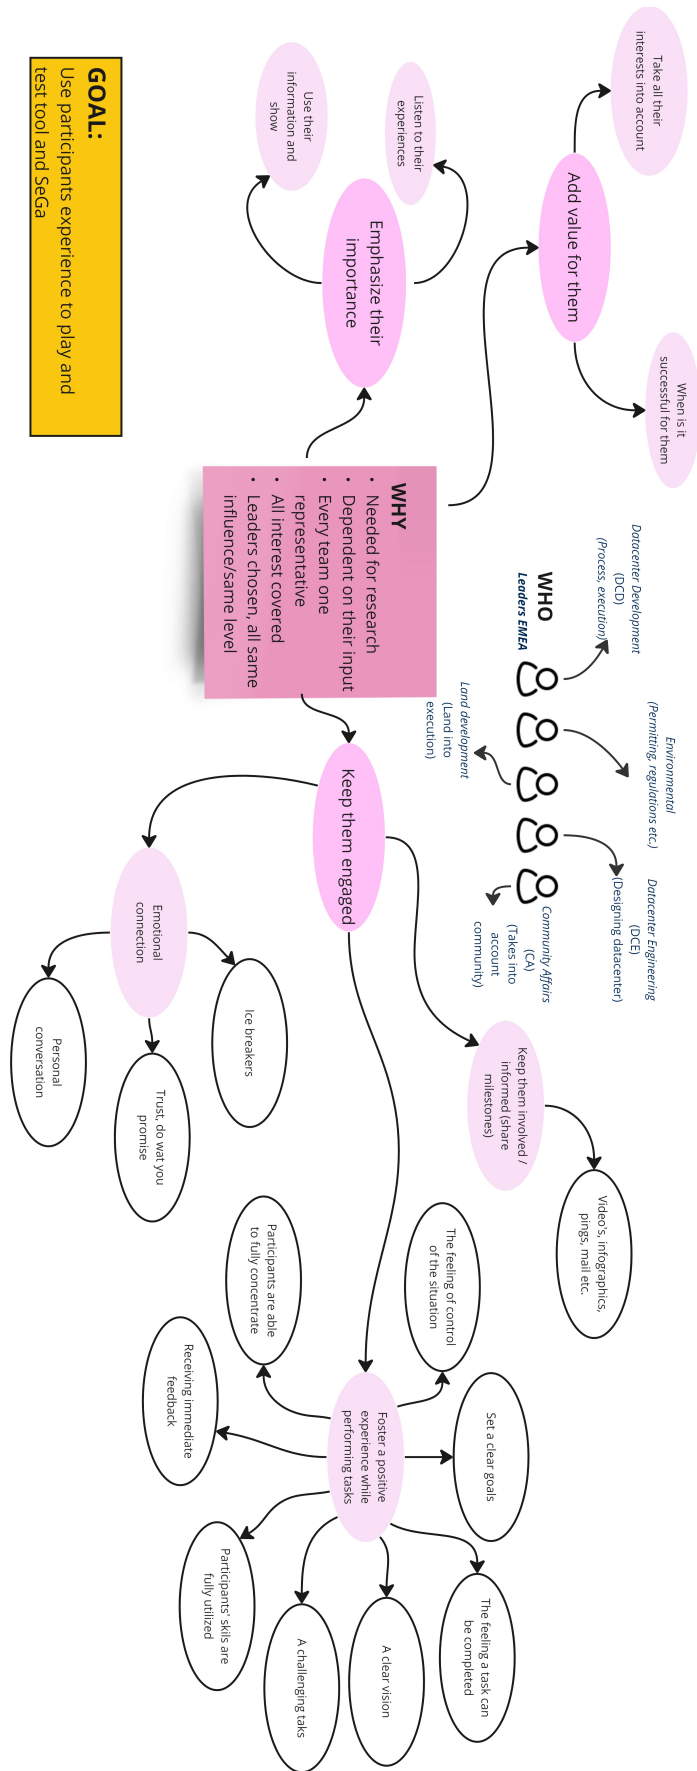 Take all their
interests into account
Add value for them
When is it
successful for them
Listen to their
experiences
Use their
information and
show
Emphasize their
importance
GOAL:
Use participants experience to play and
test tool and SeGa
WHY
• Needed for research
• Dependent on their input
• Every team one
representative
• All interest covered
• Leaders chosen, all same
influence/same level
WHO
Leaders EMEA
Datacenter Development
(DCD)
(Process, execution)
Environmental
(Permitting, regulations etc.)
Land development
(Land into
execution)
Datacenter Engineering
(DCE)
(Designing datacenter)
Community Affairs
(CA)
(Takes into
account
community)
Keep them engaged
Emotional
connection
Ice breakers
Trust, do wat you
promise
Personal
conversation
Keep them involved /
informed (share
milestones)
Video's, infographics,
pings, mail etc.
Foster a positive
experience while
performing tasks
The feeling of control
of the situation
Participants are able
to fully concentrate
Receiving immediate
feedback
Set a clear goals
The feeling a task can
be completed
A clear vision
A challenging taks
Participants' skils are
fully utilized